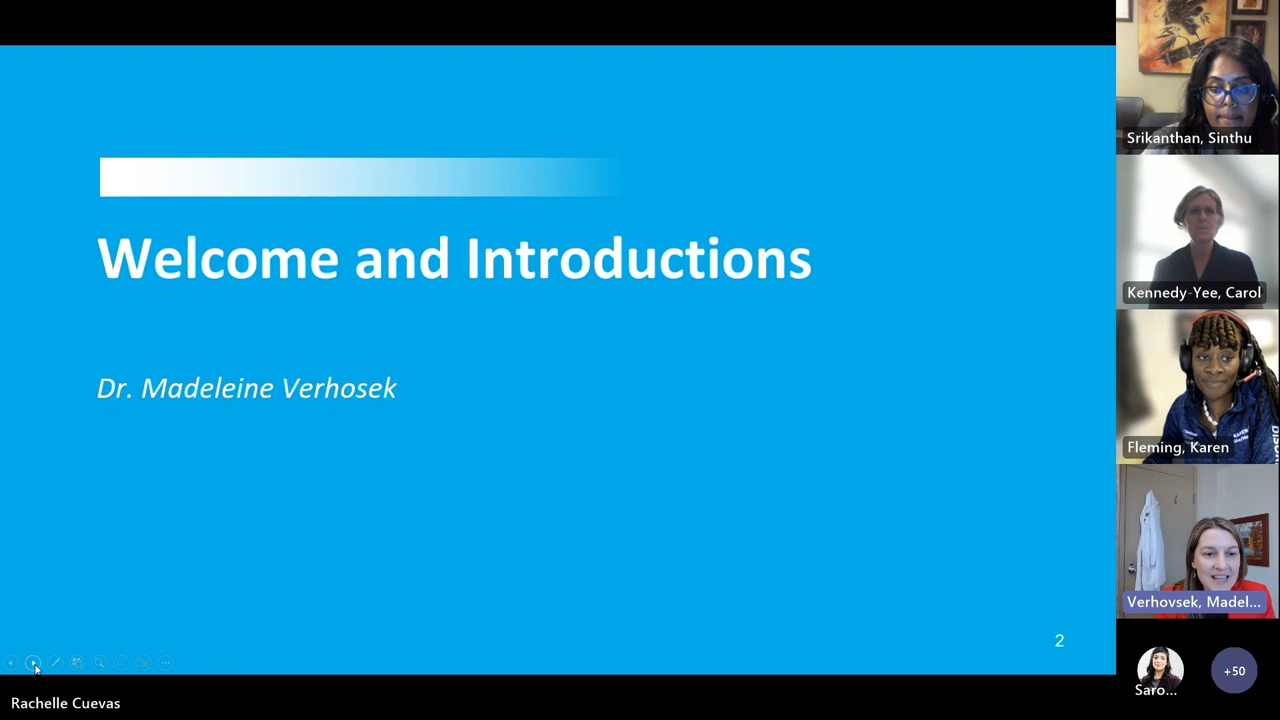 Welcome and Introductions
Dr. Madeleine Verhosek
2
Rachelle Cuevas
Srikanthan, Sinthu
Kennedy-Yee, Carol
Fleming, Karen
Verhovsek, Madel...
Saro...
+50